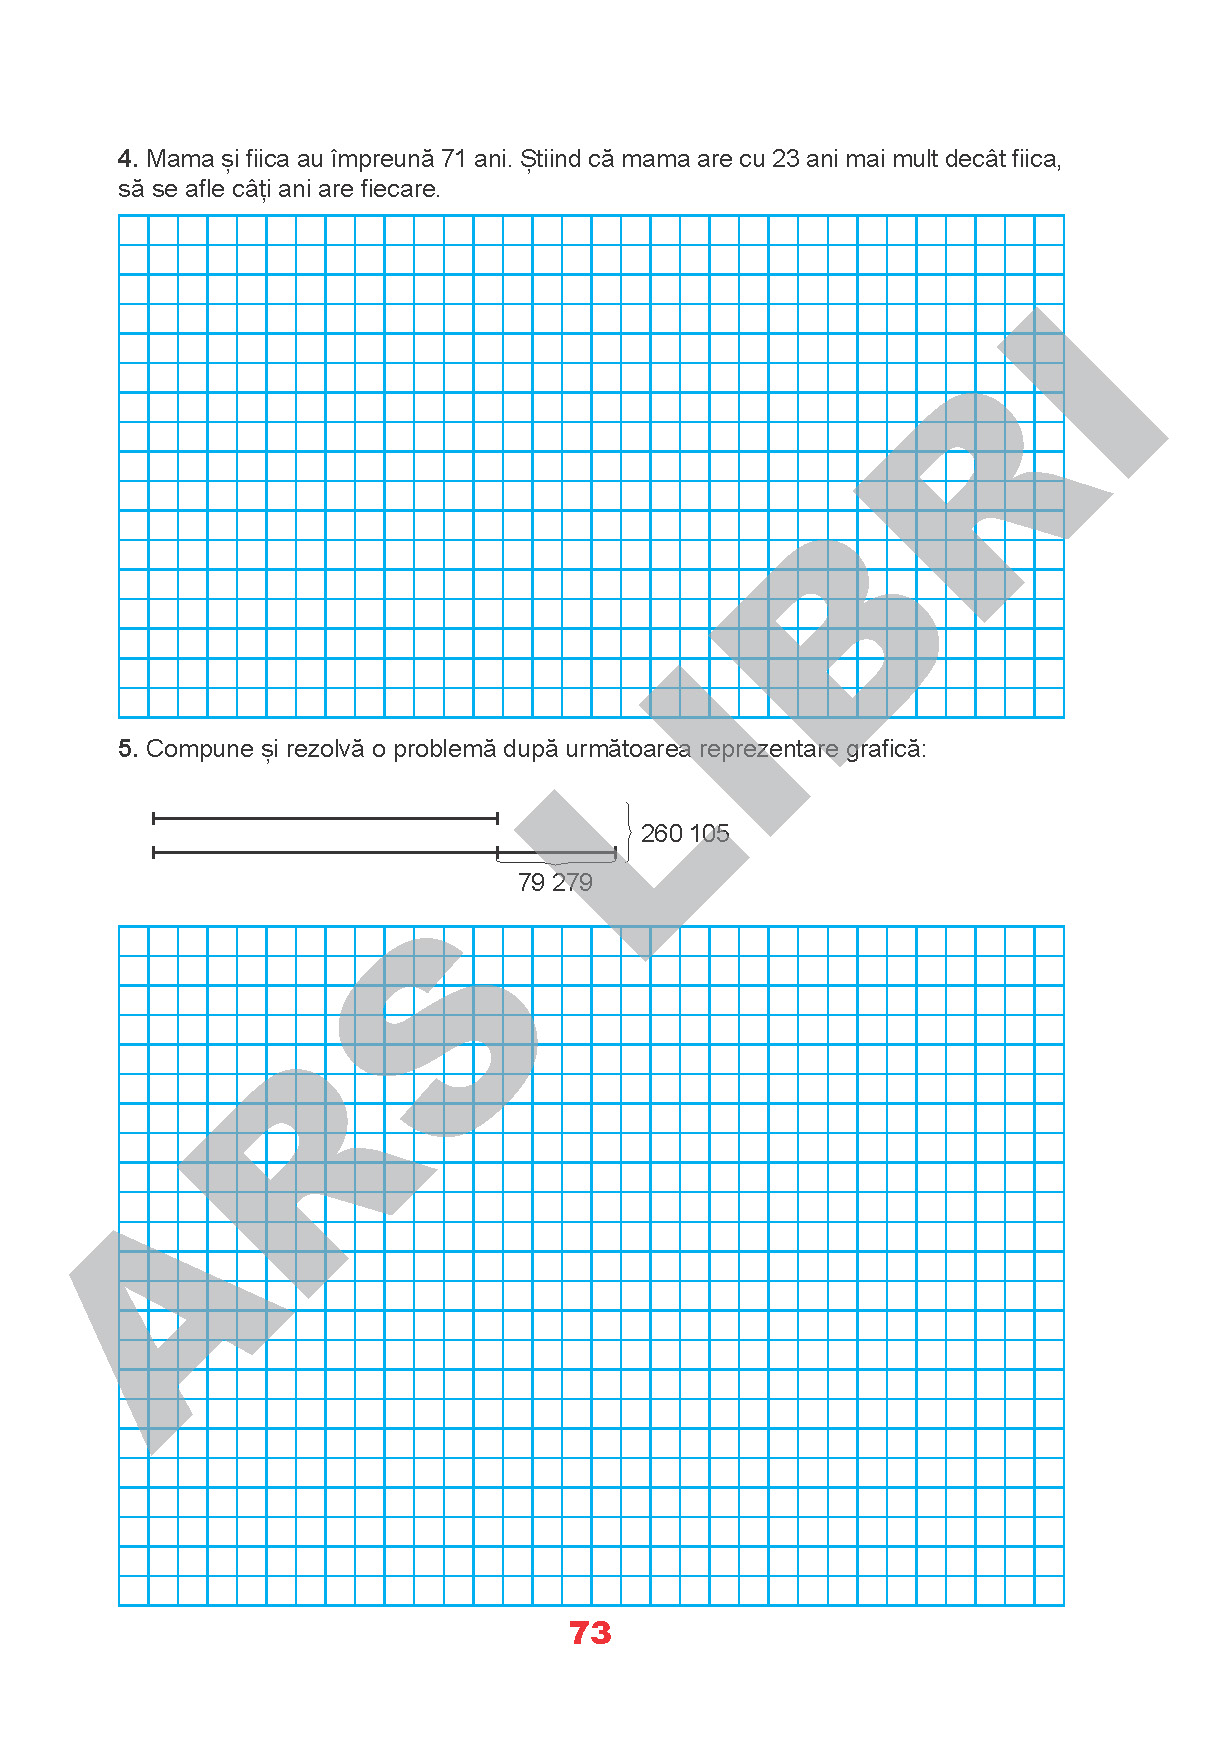 4. Mama și fiica au împreună 71 ani. Știind că mama are cu 23 ani mai mult decât fiica,
să se afle câți ani are fiecare.
5. Compune și rezolvă o problemă după următoarea reprezentare grafică:
260 105
79 279
ARS LIBRI
73